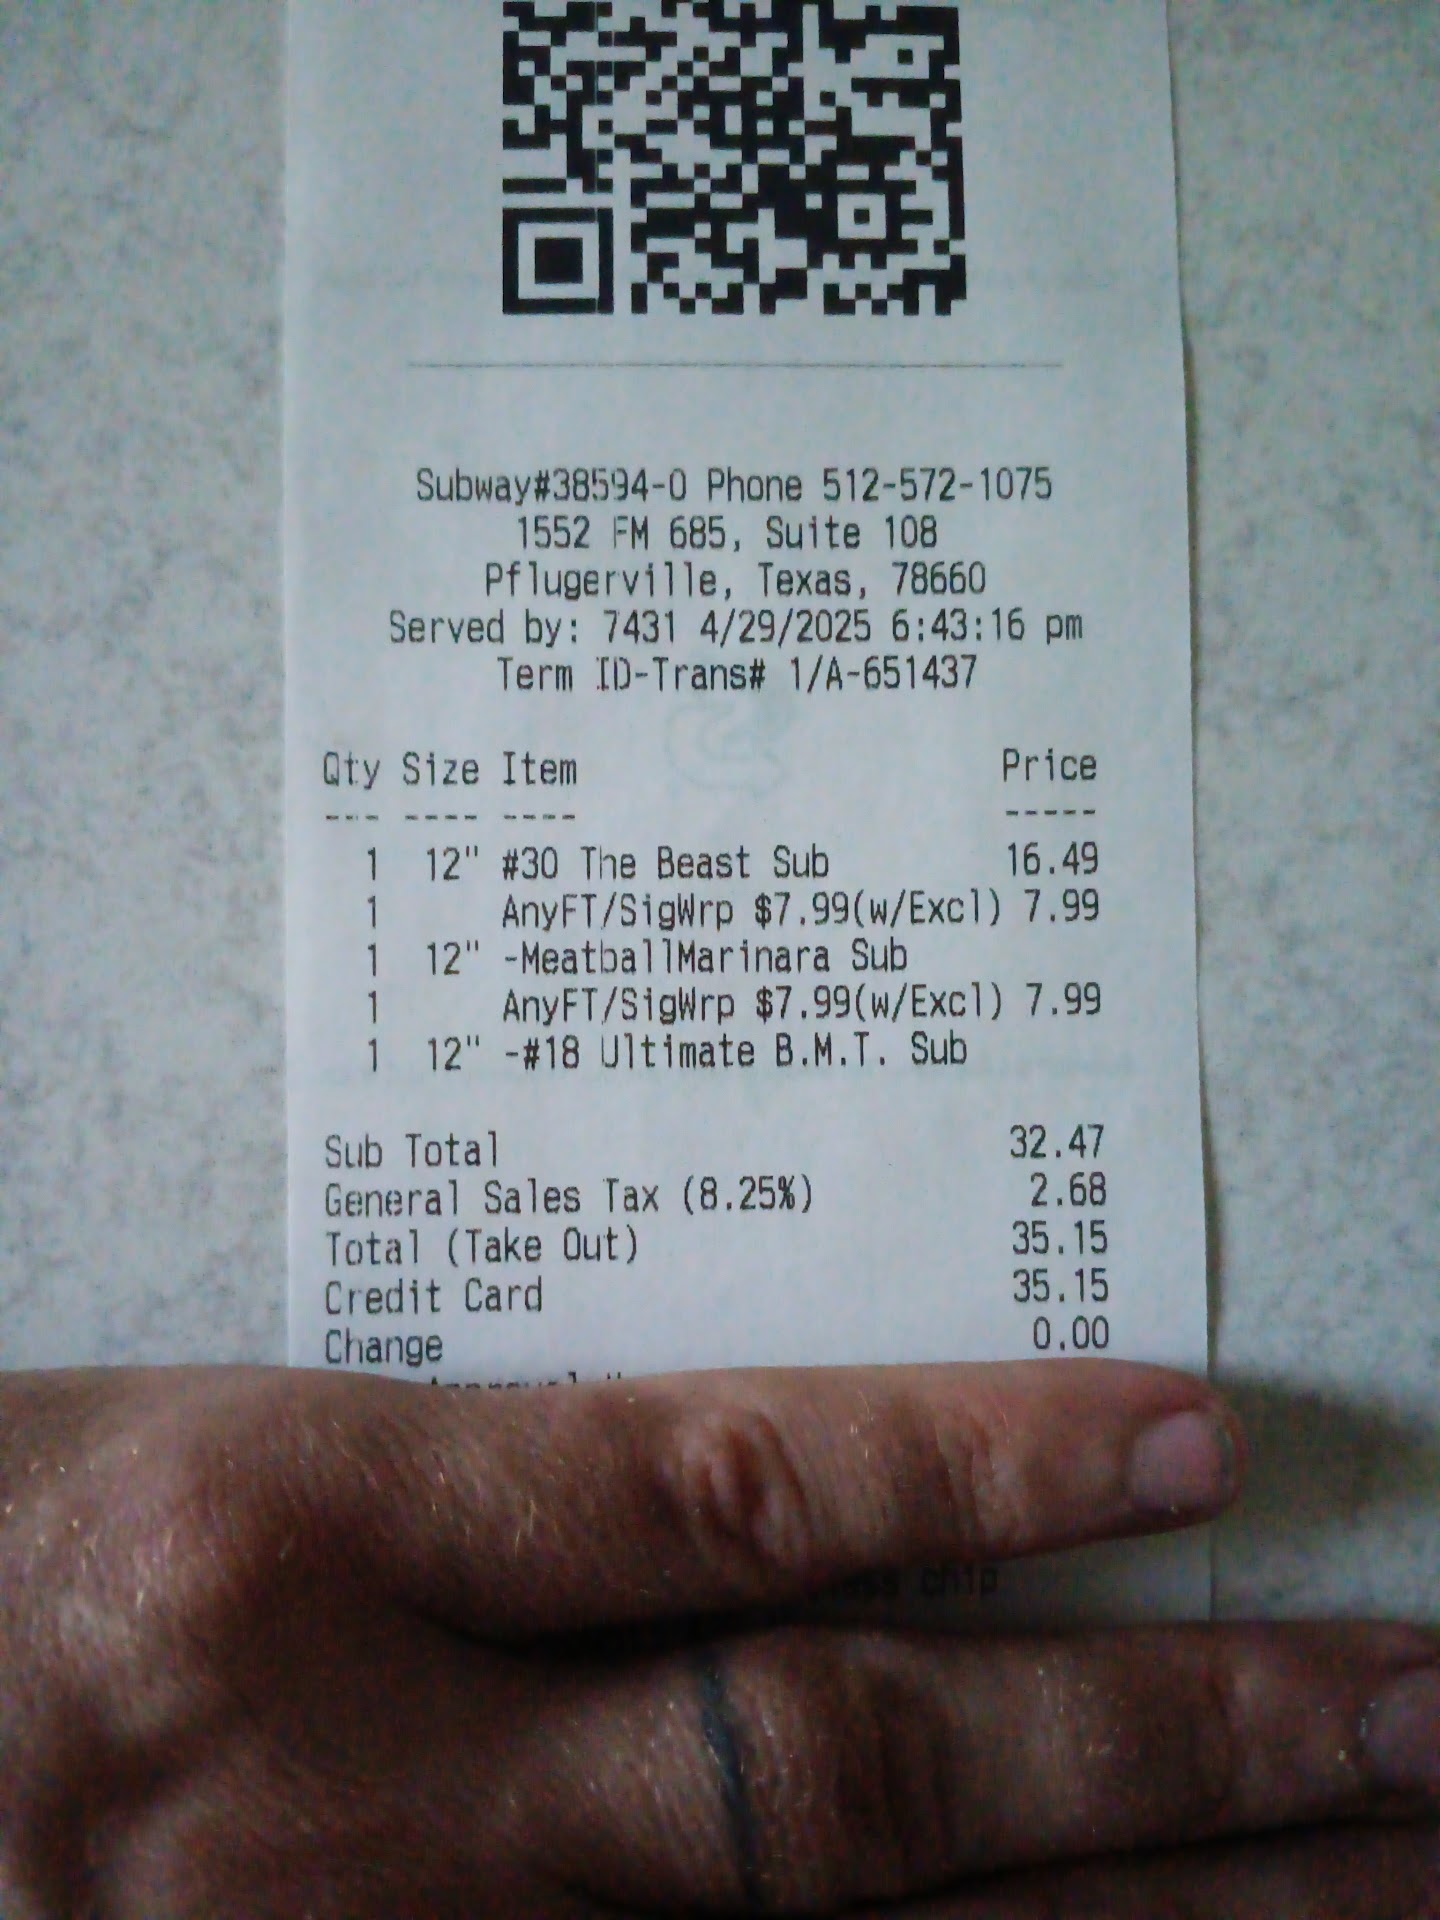 Subway#38594-0 Phone 512-572-1075
1552 FM 685, Suite 108
Pflugerville, Texas, 78660
Served by: 7431 4/29/2025 6:43:16 pm
Term ID-Trans# 1/A-651437
Qty Size Item Price
--- ---- ---- -----
1 12" #30 The Beast Sub 16.49
1 AnyFT/SigWrp $7.99(w/Excl) 7.99
1 12" -MeatballMarinara Sub
1 AnyFT/SigWrp $7.99(w/Excl) 7.99
1 12" -#18 Ultimate B.M.T. Sub
Sub Total 32.47
General Sales Tax (8.25%) 2.68
Total (Take Out) 35.15
Credit Card 35.15
Change 0.00
chip